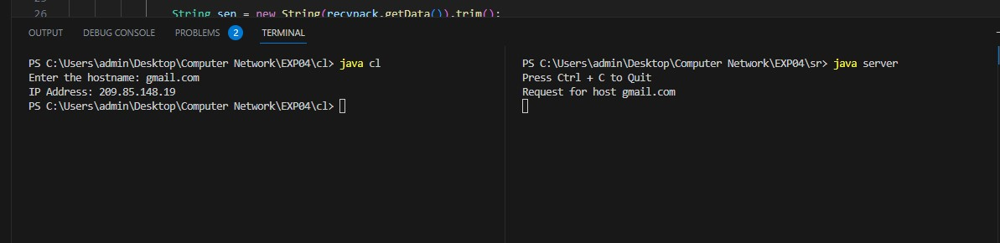 26 String sen = new String(recvpack.getData()).trim();
OUTPUT DEBUG CONSOLE PROBLEMS 2 TERMINAL
PS C:\Users\admin\Desktop\Computer Network\EXP04\cl> java cl
Enter the hostname: gmail.com
IP Address: 209.85.148.19
PS C:\Users\admin\Desktop\Computer Network\EXP04\cl>
PS C:\Users\admin\Desktop\Computer Network\EXP04\sr> java server
Press Ctrl + C to Quit
Request for host gmail.com